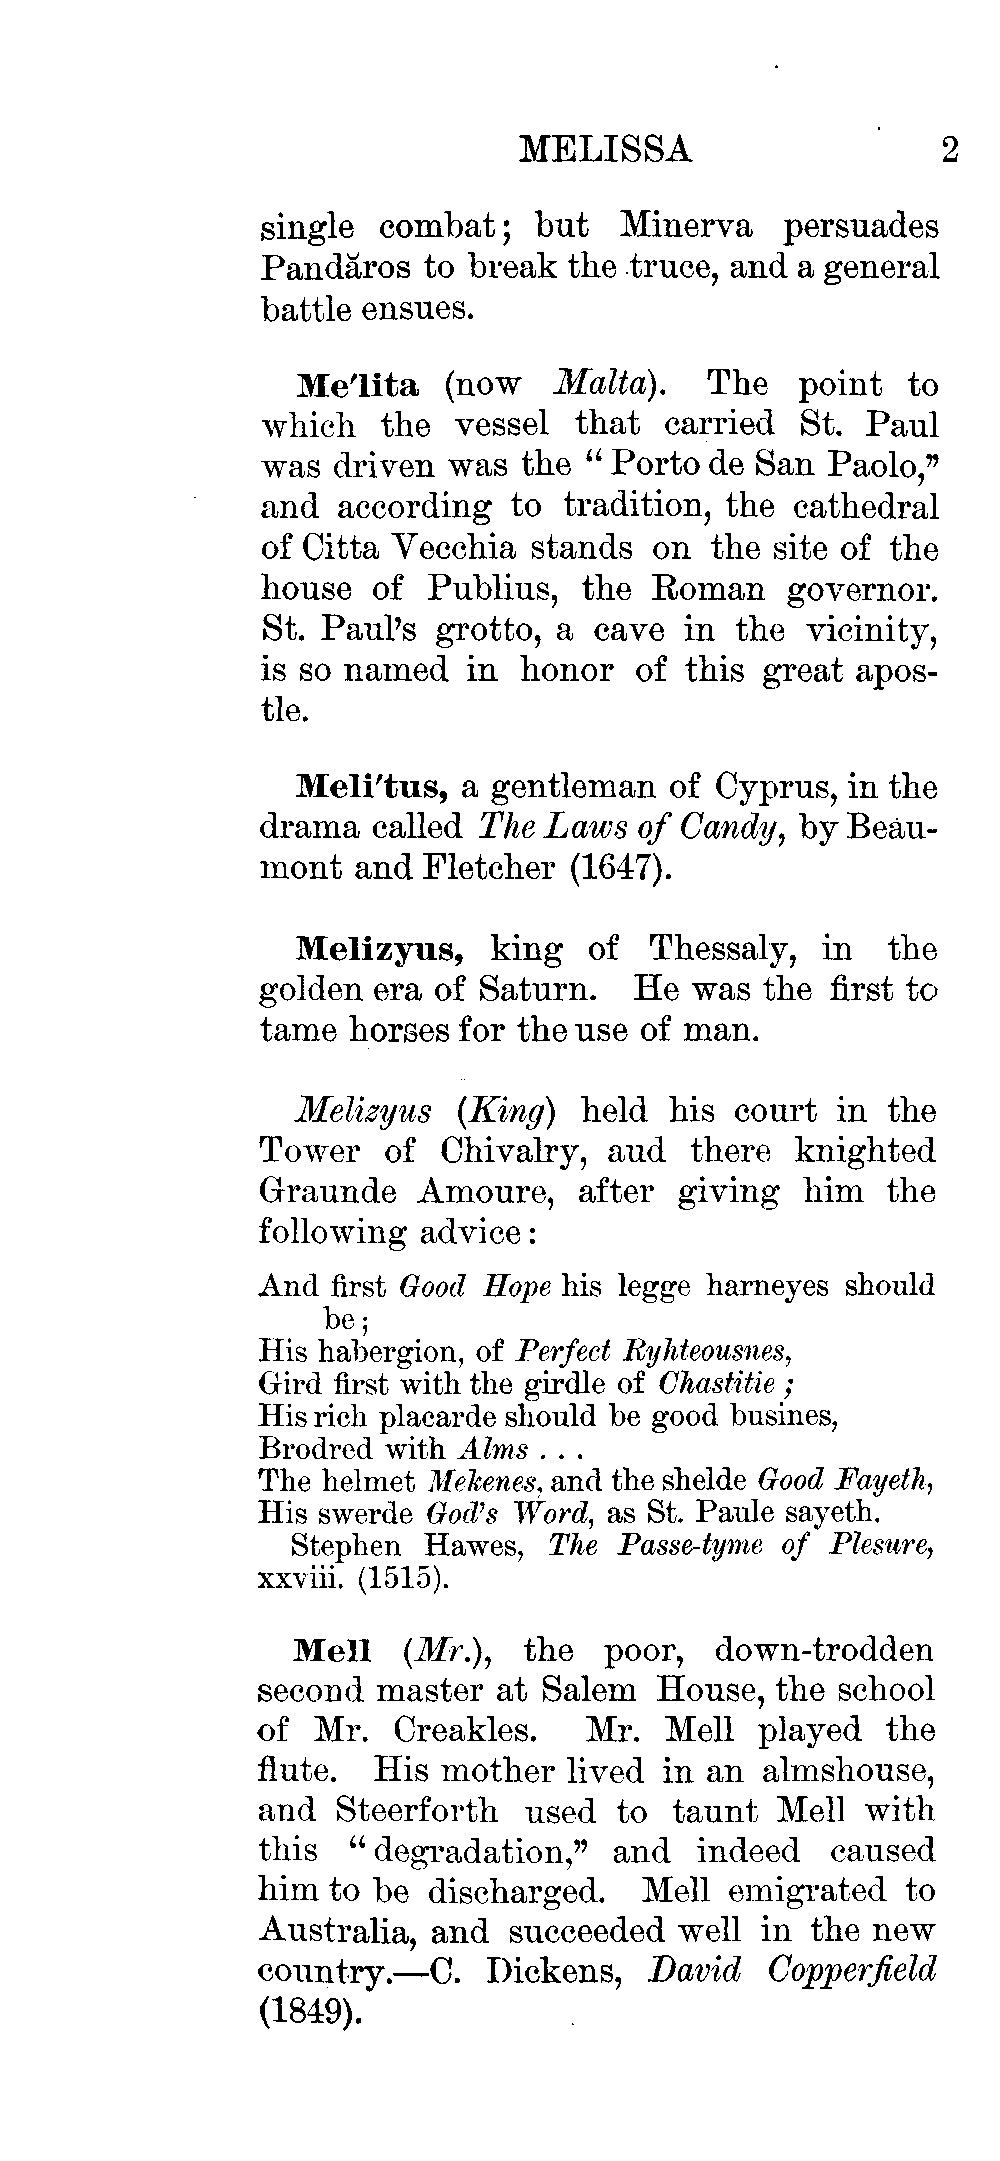 MELISSA 2
single combat; but Minerva persuades
Pandăros to break the truce, and a general
battle ensues.
Me'lita (now Malta). The point to
which the vessel that carried St. Paul
was driven was the “Porto de San Paolo,”
and according to tradition, the cathedral
of Citta Vecchia stands on the site of the
house of Publius, the Roman governor.
St. Paul's grotto, a cave in the vicinity,
is so named in honor of this great apos-
tle.
Meli'tus, a gentleman of Cyprus, in the
drama called The Laws of Candy, by Beau-
mont and Fletcher (1647).
Melizyus, king of Thessaly, in the
golden era of Saturn. He was the first to
tame horses for the use of man.
Melizyus (King) held his court in the
Tower of Chivalry, aud there knighted
Graunde Amoure, after giving him the
following advice:
And first Good Hope his legge harneyes should
be;
His habergion, of Perfect Ryhteousnes,
Gird first with the girdle of Chastitie;
His rich placarde should be good busines,
Brodred with Alms . . .
The helmet Mekenes, and the shelde Good Fayeth,
His swerde God's Word, as St. Paule sayeth.
Stephen Hawes, The Passe-tyme of Plesure,
xxviii. (1515).
Mell (Mr.), the poor, down-trodden
second master at Salem House, the school
of Mr. Creakles. Mr. Mell played the
flute. His mother lived in an almshouse,
and Steerforth used to taunt Mell with
this “degradation,” and indeed caused
him to be discharged. Mell emigrated to
Australia, and succeeded well in the new
country.—C. Dickens, David Copperfield
(1849).